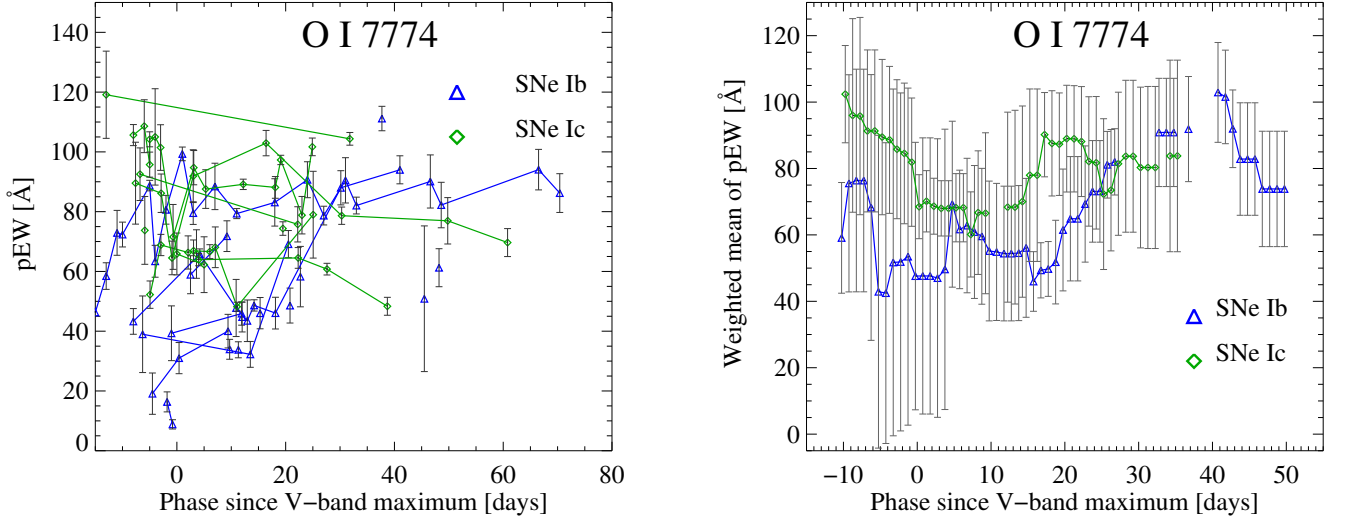 O I 7774
SNe Ib
SNe Ic
pEW [Å]
140
120
100
80
60
40
20
0
0 20 40 60 80
Phase since V−band maximum [days]
O I 7774
SNe Ib
SNe Ic
Weighted mean of pEW [Å]
120
100
80
60
40
20
0
-10 0 10 20 30 40 50
Phase since V−band maximum [days]